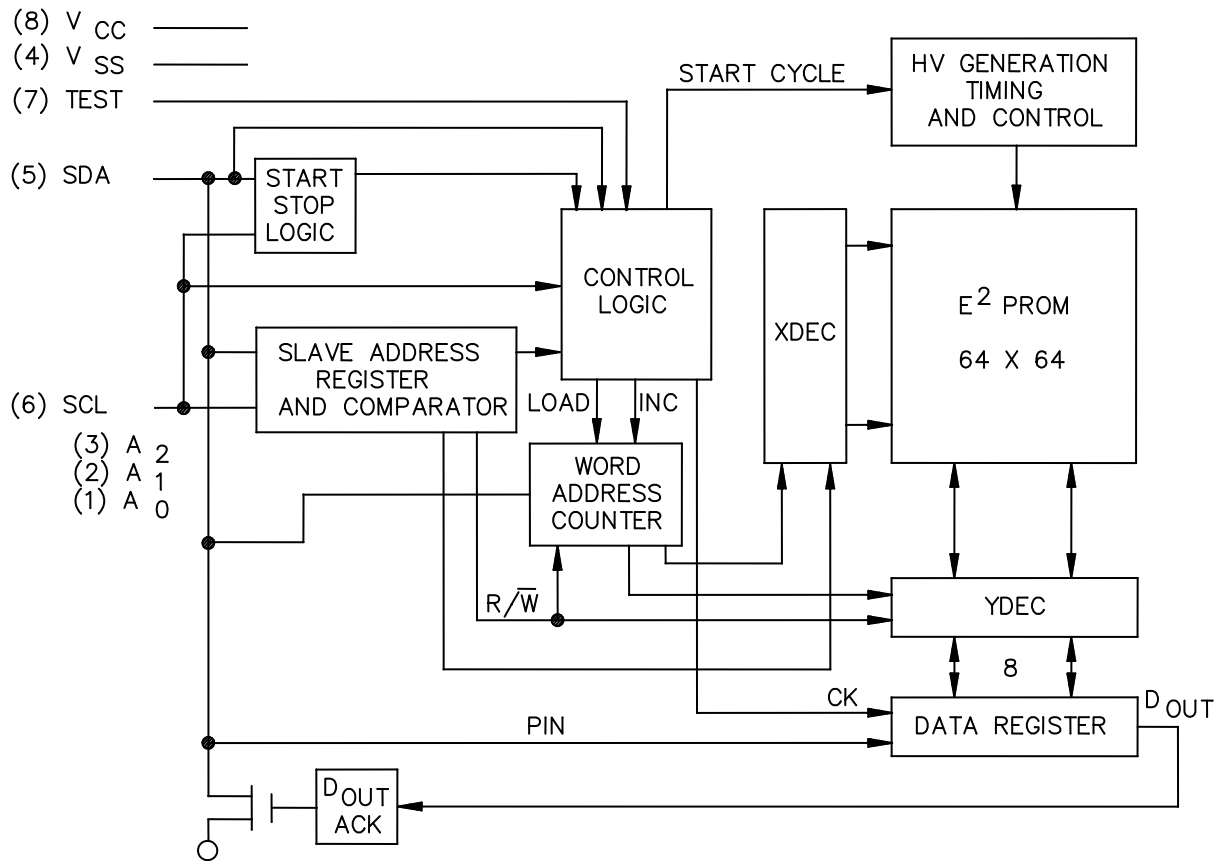 (8) V CC
(4) V SS
(7) TEST
(5) SDA
(6) SCL
(3) A 2
(2) A 1
(1) A 0
START
STOP
LOGIC
START CYCLE
HV GENERATION
TIMING
AND CONTROL
CONTROL
LOGIC
XDEC
E2 PROM
64 X 64
SLAVE ADDRESS
REGISTER
AND COMPARATOR
LOAD
INC
WORD
ADDRESS
COUNTER
R/W̅
YDEC
8
CK
DATA REGISTER
D OUT
PIN
D OUT
ACK